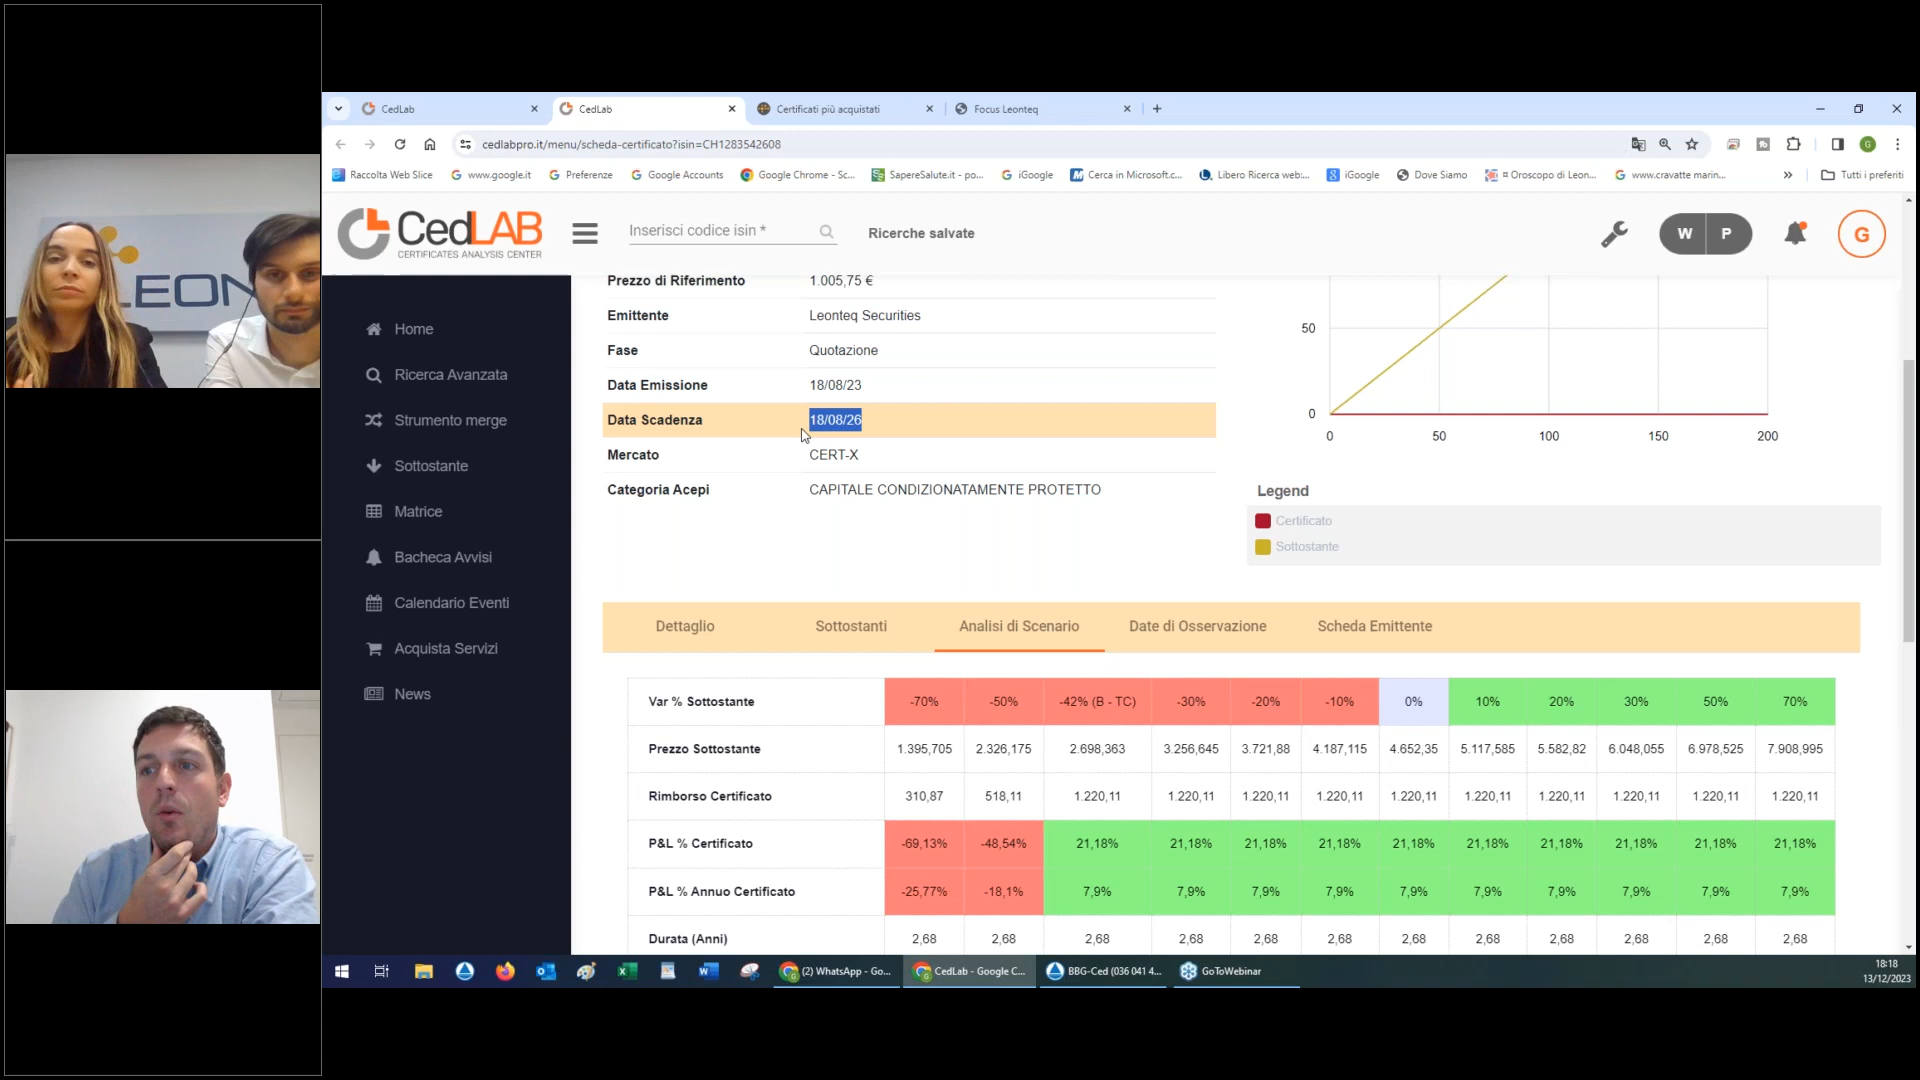 LEON
CedLab
CedLab
Certificati più acquistati
Focus Leonteq
cedlabpro.it/menu/scheda-certificato?isin=CH1283542608
Raccolta Web Slice
www.google.it
Preferenze
Google Accounts
Google Chrome - Sc...
SapereSalute.it - po...
iGoogle
Cerca in Microsoft.c...
Libero Ricerca web:...
iGoogle
Dove Siamo
¤ Oroscopo di Leon...
www.cravatte marin...
»
Tutti i preferiti
CedLAB
CERTIFICATES ANALYSIS CENTER
Inserisci codice isin *
Ricerche salvate
W P
G
Home
Ricerca Avanzata
Strumento merge
Sottostante
Matrice
Bacheca Avvisi
Calendario Eventi
Acquista Servizi
News
Prezzo di Riferimento 1.005,75 €
Emittente Leonteq Securities
Fase Quotazione
Data Emissione 18/08/23
Data Scadenza 18/08/26
Mercato CERT-X
Categoria Acepi CAPITALE CONDIZIONATAMENTE PROTETTO
50
0
0 50 100 150 200
Legend
Certificato
Sottostante
Dettaglio Sottostanti Analisi di Scenario Date di Osservazione Scheda Emittente
Var % Sottostante -70% -50% -42% (B - TC) -30% -20% -10% 0% 10% 20% 30% 50% 70%
Prezzo Sottostante 1.395,705 2.326,175 2.698,363 3.256,645 3.721,88 4.187,115 4.652,35 5.117,585 5.582,82 6.048,055 6.978,525 7.908,995
Rimborso Certificato 310,87 518,11 1.220,11 1.220,11 1.220,11 1.220,11 1.220,11 1.220,11 1.220,11 1.220,11 1.220,11 1.220,11
P&L % Certificato -69,13% -48,54% 21,18% 21,18% 21,18% 21,18% 21,18% 21,18% 21,18% 21,18% 21,18% 21,18%
P&L % Annuo Certificato -25,77% -18,1% 7,9% 7,9% 7,9% 7,9% 7,9% 7,9% 7,9% 7,9% 7,9% 7,9%
Durata (Anni) 2,68 2,68 2,68 2,68 2,68 2,68 2,68 2,68 2,68 2,68 2,68 2,68
(2) WhatsApp - Go...
CedLab - Google C...
BBG-Ced (036 041 4...
GoToWebinar
18:18
13/12/2023